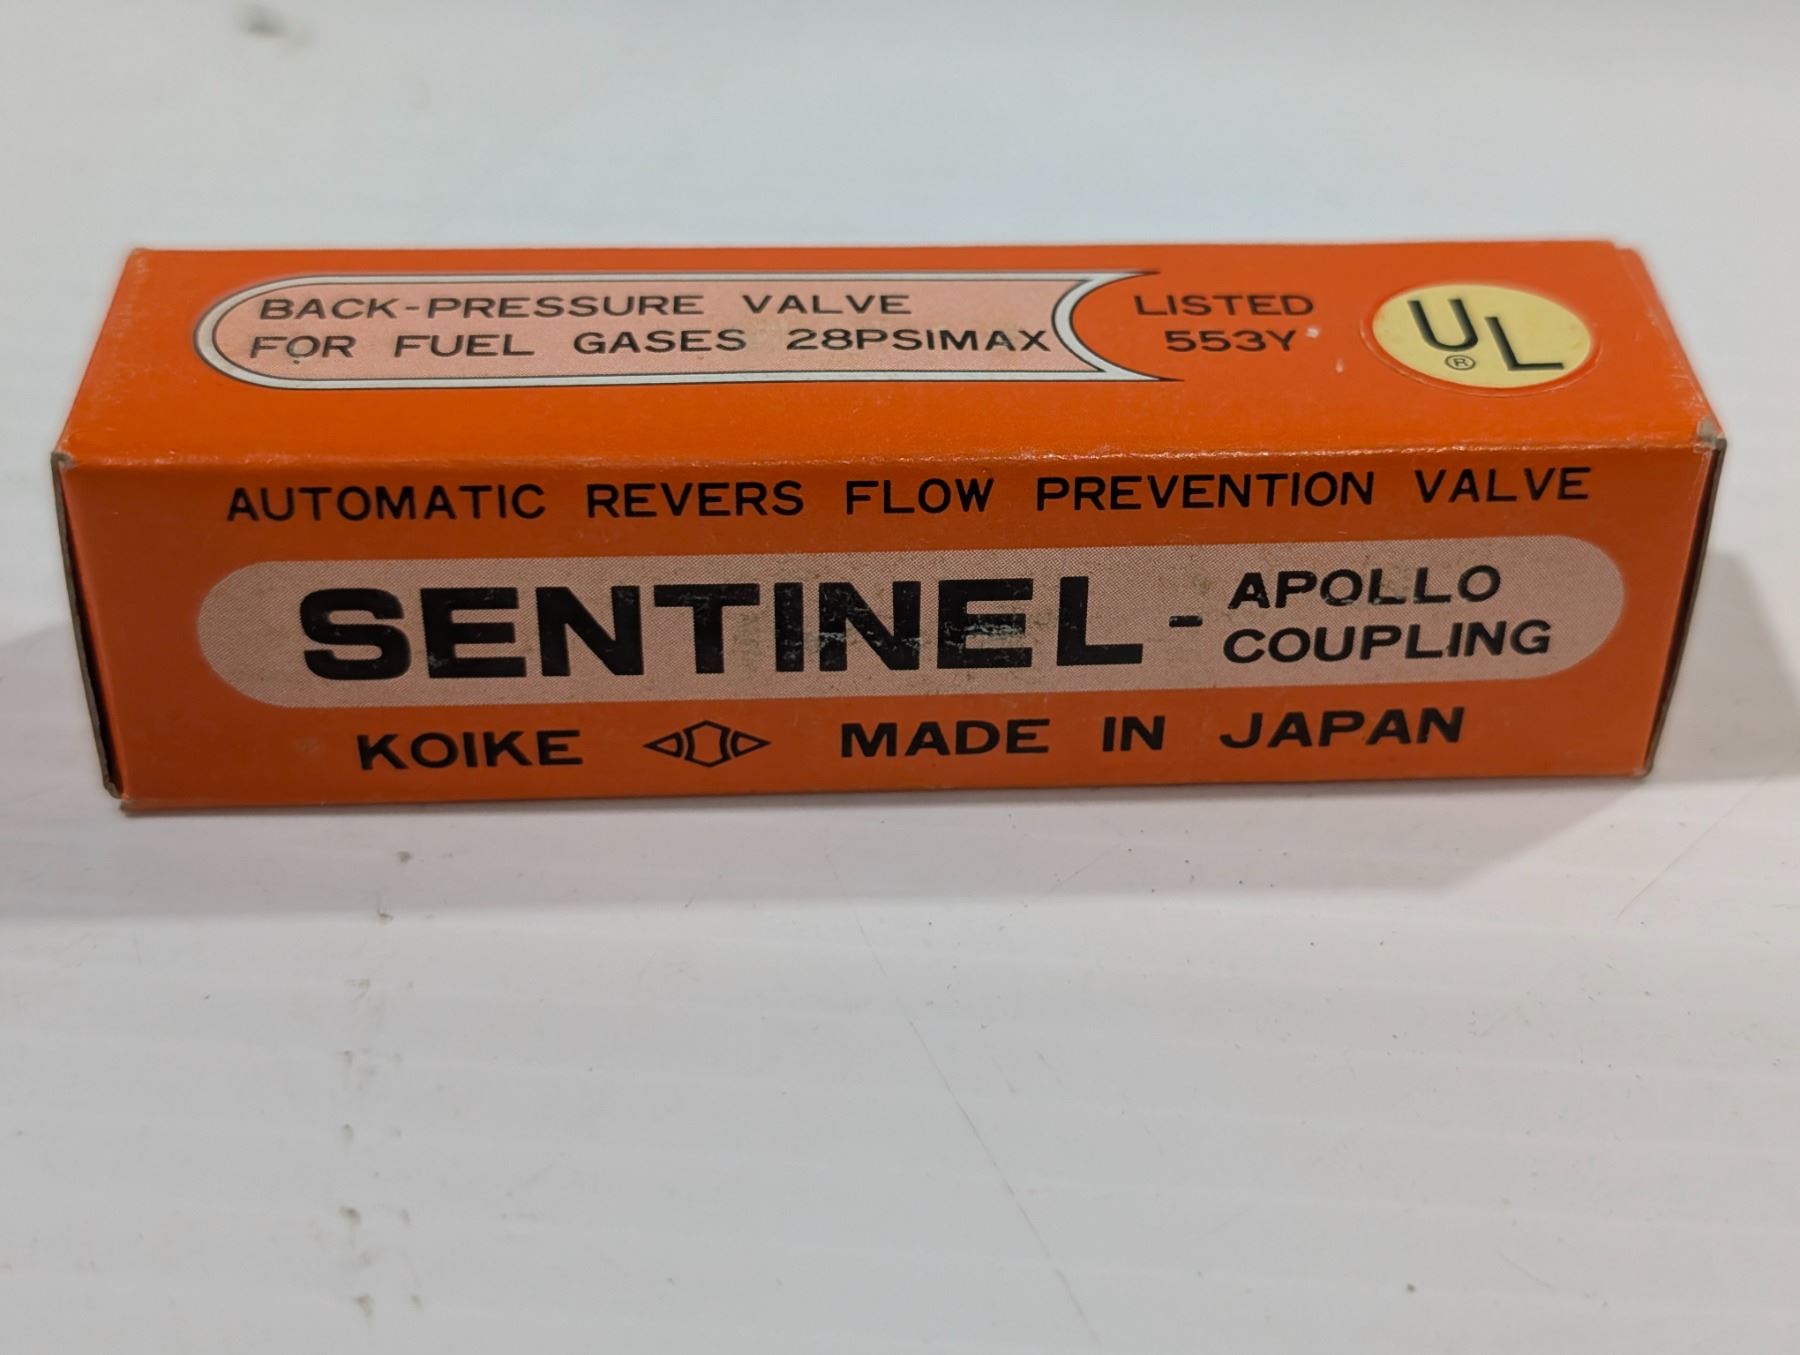 BACK-PRESSURE VALVE
FOR FUEL GASES 28PSIMAX
LISTED
553Y
UL
®
AUTOMATIC REVERS FLOW PREVENTION VALVE
SENTINEL - APOLLO
COUPLING
KOIKE MADE IN JAPAN